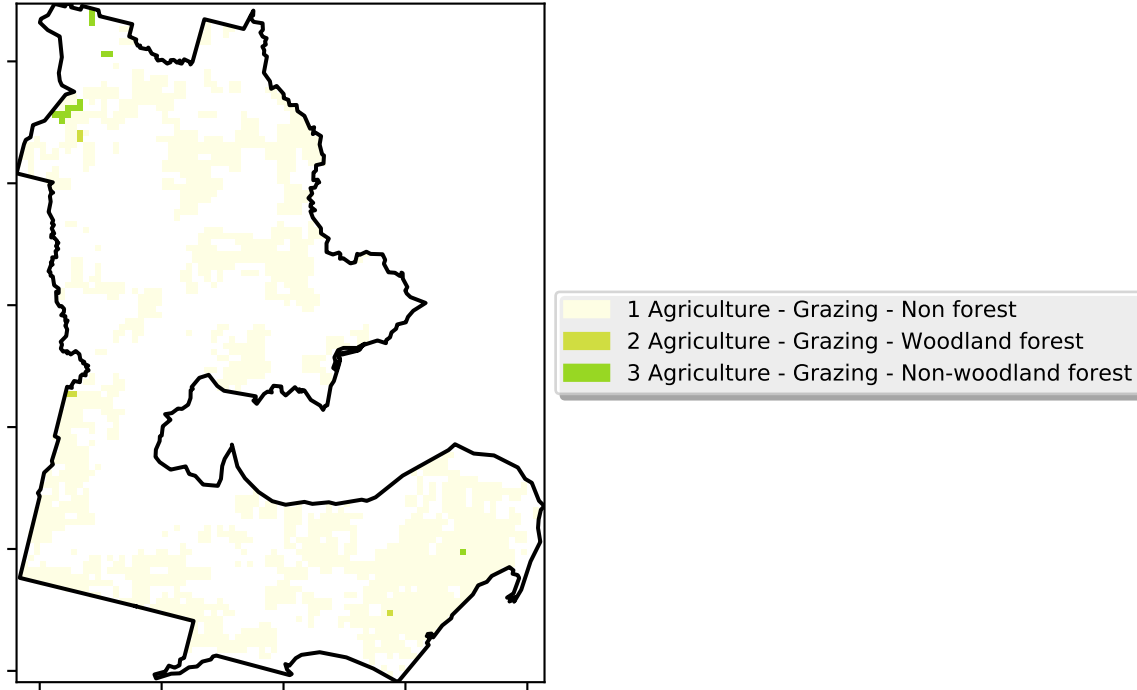 1 Agriculture - Grazing - Non forest
2 Agriculture - Grazing - Woodland forest
3 Agriculture - Grazing - Non-woodland forest